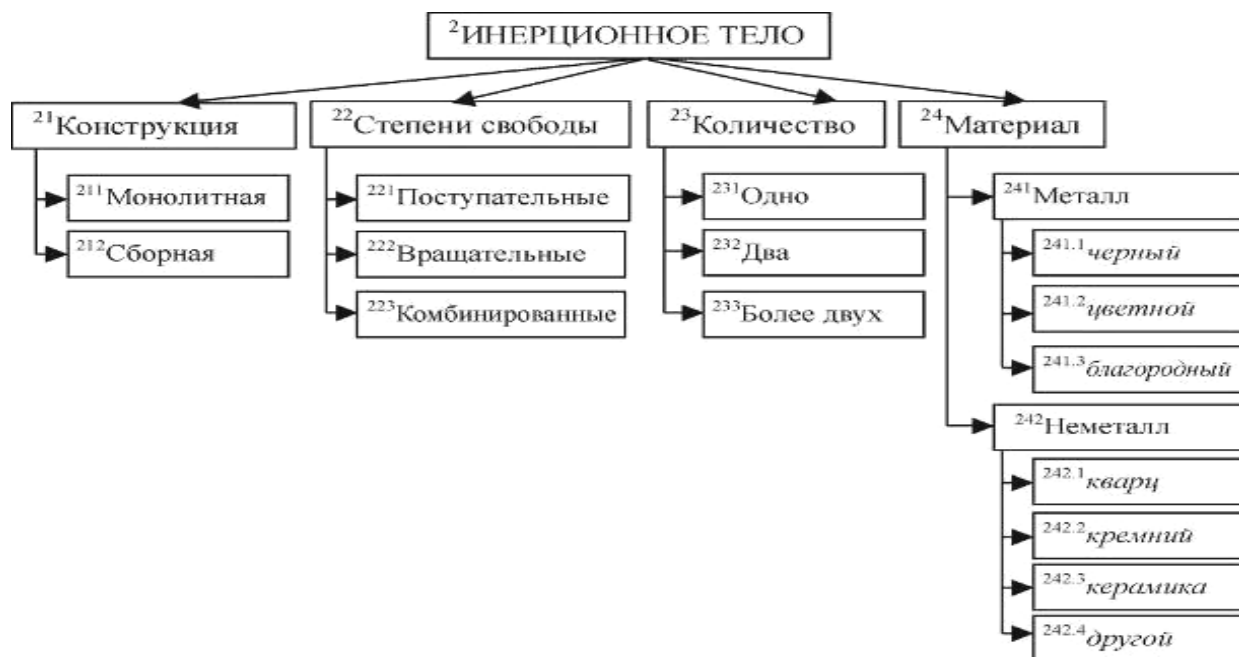 2ИНЕРЦИОННОЕ ТЕЛО
21Конструкция
211Монолитная
212Сборная
22Степени свободы
221Поступательные
222Вращательные
223Комбинированные
23Количество
231Одно
232Два
233Более двух
24Материал
241Металл
241.1черный
241.2цветной
241.3благородный
242Неметалл
242.1кварц
242.2кремний
242.3керамика
242.4другой